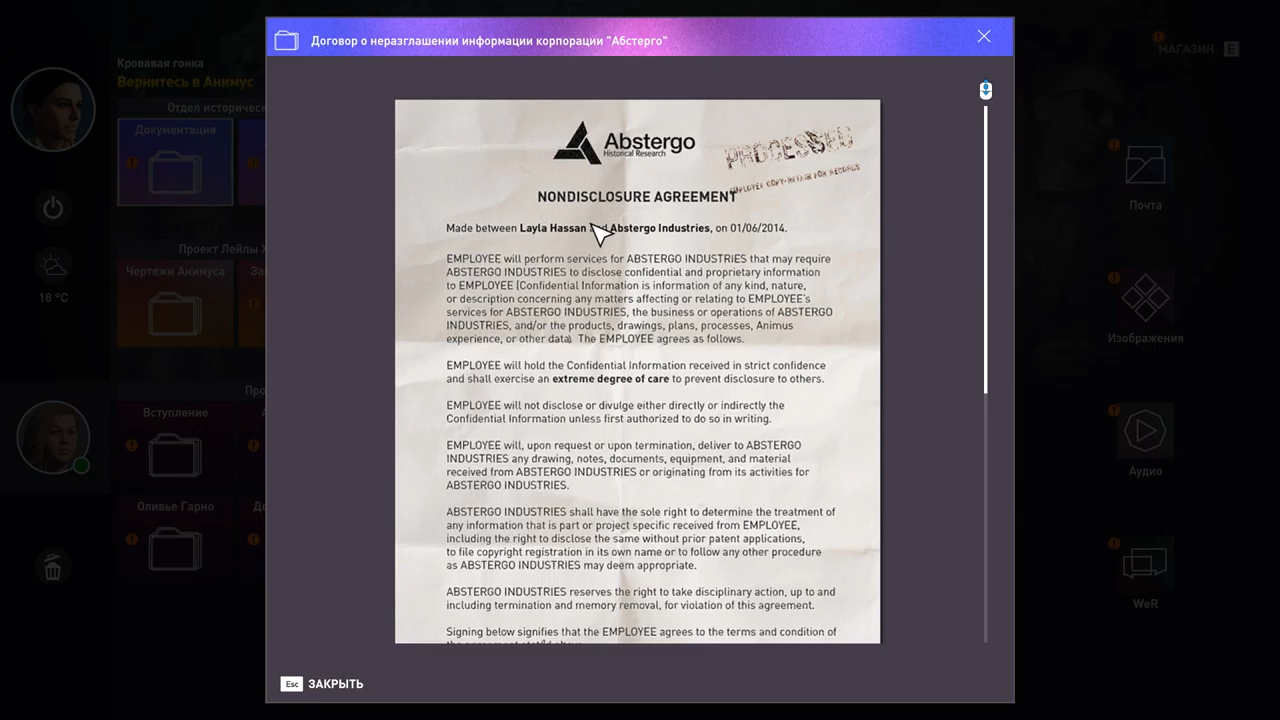 Договор о неразглашении информации корпорации "Абстерго"
Кровавая гонка
Вернитесь в Анимус
Отдел историческ
Документация
18 °C
Проект Лейлы Х
Чертежи Анимуса
За
Про
Вступление
Оливье Гарно
Де
МАГАЗИН E
Почта
Изображения
Аудио
WeR
Abstergo
Historical Research
PROCESSED
EMPLOYEE COPY-RETAIN FOR RECORDS
NONDISCLOSURE AGREEMENT
Made between Layla Hassan Abstergo Industries, on 01/06/2014.
EMPLOYEE will perform services for ABSTERGO INDUSTRIES that may require
ABSTERGO INDUSTRIES to disclose confidential and proprietary information
to EMPLOYEE (Confidential Information is information of any kind, nature,
or description concerning any matters affecting or relating to EMPLOYEE's
services for ABSTERGO INDUSTRIES, the business or operations of ABSTERGO
INDUSTRIES, and/or the products, drawings, plans, processes, Animus
experience, or other data). The EMPLOYEE agrees as follows.
EMPLOYEE will hold the Confidential Information received in strict confidence
and shall exercise an extreme degree of care to prevent disclosure to others.
EMPLOYEE will not disclose or divulge either directly or indirectly the
Confidential Information unless first authorized to do so in writing.
EMPLOYEE will, upon request or upon termination, deliver to ABSTERGO
INDUSTRIES any drawing, notes, documents, equipment, and material
received from ABSTERGO INDUSTRIES or originating from its activities for
ABSTERGO INDUSTRIES.
ABSTERGO INDUSTRIES shall have the sole right to determine the treatment of
any information that is part or project specific received from EMPLOYEE,
including the right to disclose the same without prior patent applications,
to file copyright registration in its own name or to follow any other procedure
as ABSTERGO INDUSTRIES may deem appropriate.
ABSTERGO INDUSTRIES reserves the right to take disciplinary action, up to and
including termination and memory removal, for violation of this agreement.
Signing below signifies that the EMPLOYEE agrees to the terms and condition of
Esc ЗАКРЫТЬ